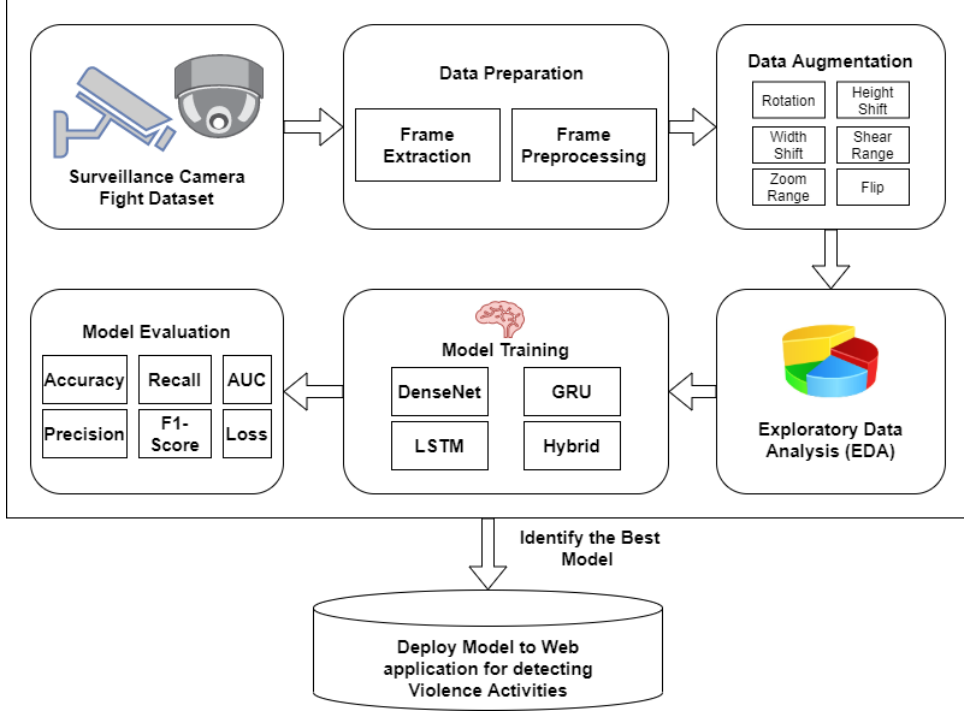 Surveillance Camera
Fight Dataset
Data Preparation
Frame
Extraction
Frame
Preprocessing
Data Augmentation
Rotation
Height
Shift
Width
Shift
Shear
Range
Zoom
Range
Flip
Exploratory Data
Analysis (EDA)
Model Training
DenseNet
GRU
LSTM
Hybrid
Model Evaluation
Accuracy
Recall
AUC
Precision
F1-
Score
Loss
Identify the Best
Model
Deploy Model to Web
application for detecting
Violence Activities